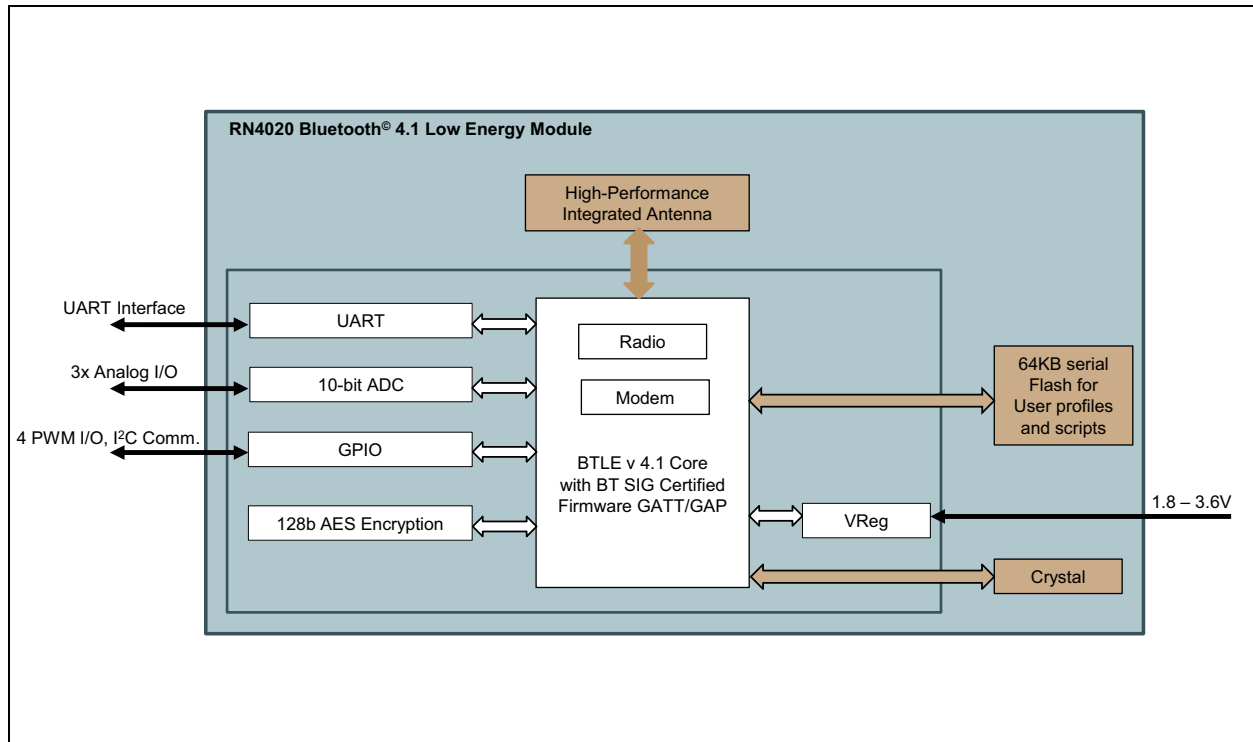 RN4020 Bluetooth© 4.1 Low Energy Module
High-Performance
Integrated Antenna
UART Interface
UART
3x Analog I/O
10-bit ADC
4 PWM I/O, I²C Comm.
GPIO
128b AES Encryption
Radio
Modem
BTLE v 4.1 Core
with BT SIG Certified
Firmware GATT/GAP
64KB serial
Flash for
User profiles
and scripts
VReg
1.8 – 3.6V
Crystal